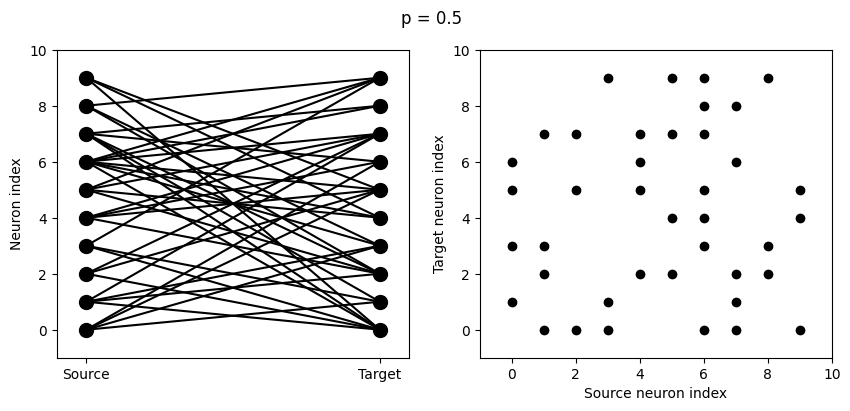 p = 0.5
Neuron index
10
8
6
4
2
0
Source Target
Target neuron index
10
8
6
4
2
0
0 2 4 6 8 10
Source neuron index